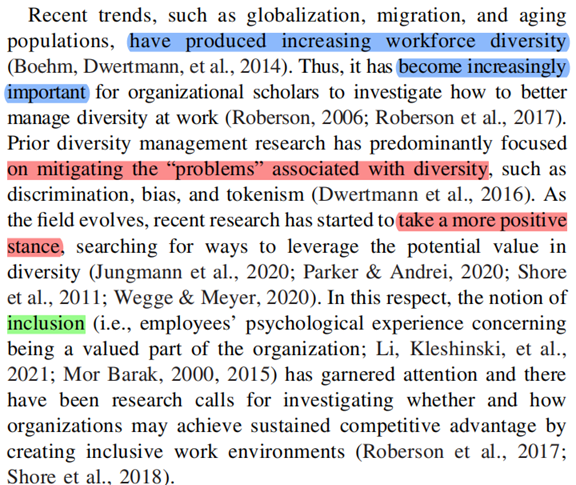 Recent trends, such as globalization, migration, and aging
populations, have produced increasing workforce diversity
(Boehm, Dwertmann, et al., 2014). Thus, it has become increasingly
important for organizational scholars to investigate how to better
manage diversity at work (Roberson, 2006; Roberson et al., 2017).
Prior diversity management research has predominantly focused
on mitigating the “problems” associated with diversity, such as
discrimination, bias, and tokenism (Dwertmann et al., 2016). As
the field evolves, recent research has started to take a more positive
stance, searching for ways to leverage the potential value in
diversity (Jungmann et al., 2020; Parker & Andrei, 2020; Shore
et al., 2011; Wegge & Meyer, 2020). In this respect, the notion of
inclusion (i.e., employees’ psychological experience concerning
being a valued part of the organization; Li, Kleshinski, et al.,
2021; Mor Barak, 2000, 2015) has garnered attention and there
have been research calls for investigating whether and how
organizations may achieve sustained competitive advantage by
creating inclusive work environments (Roberson et al., 2017;
Shore et al., 2018).